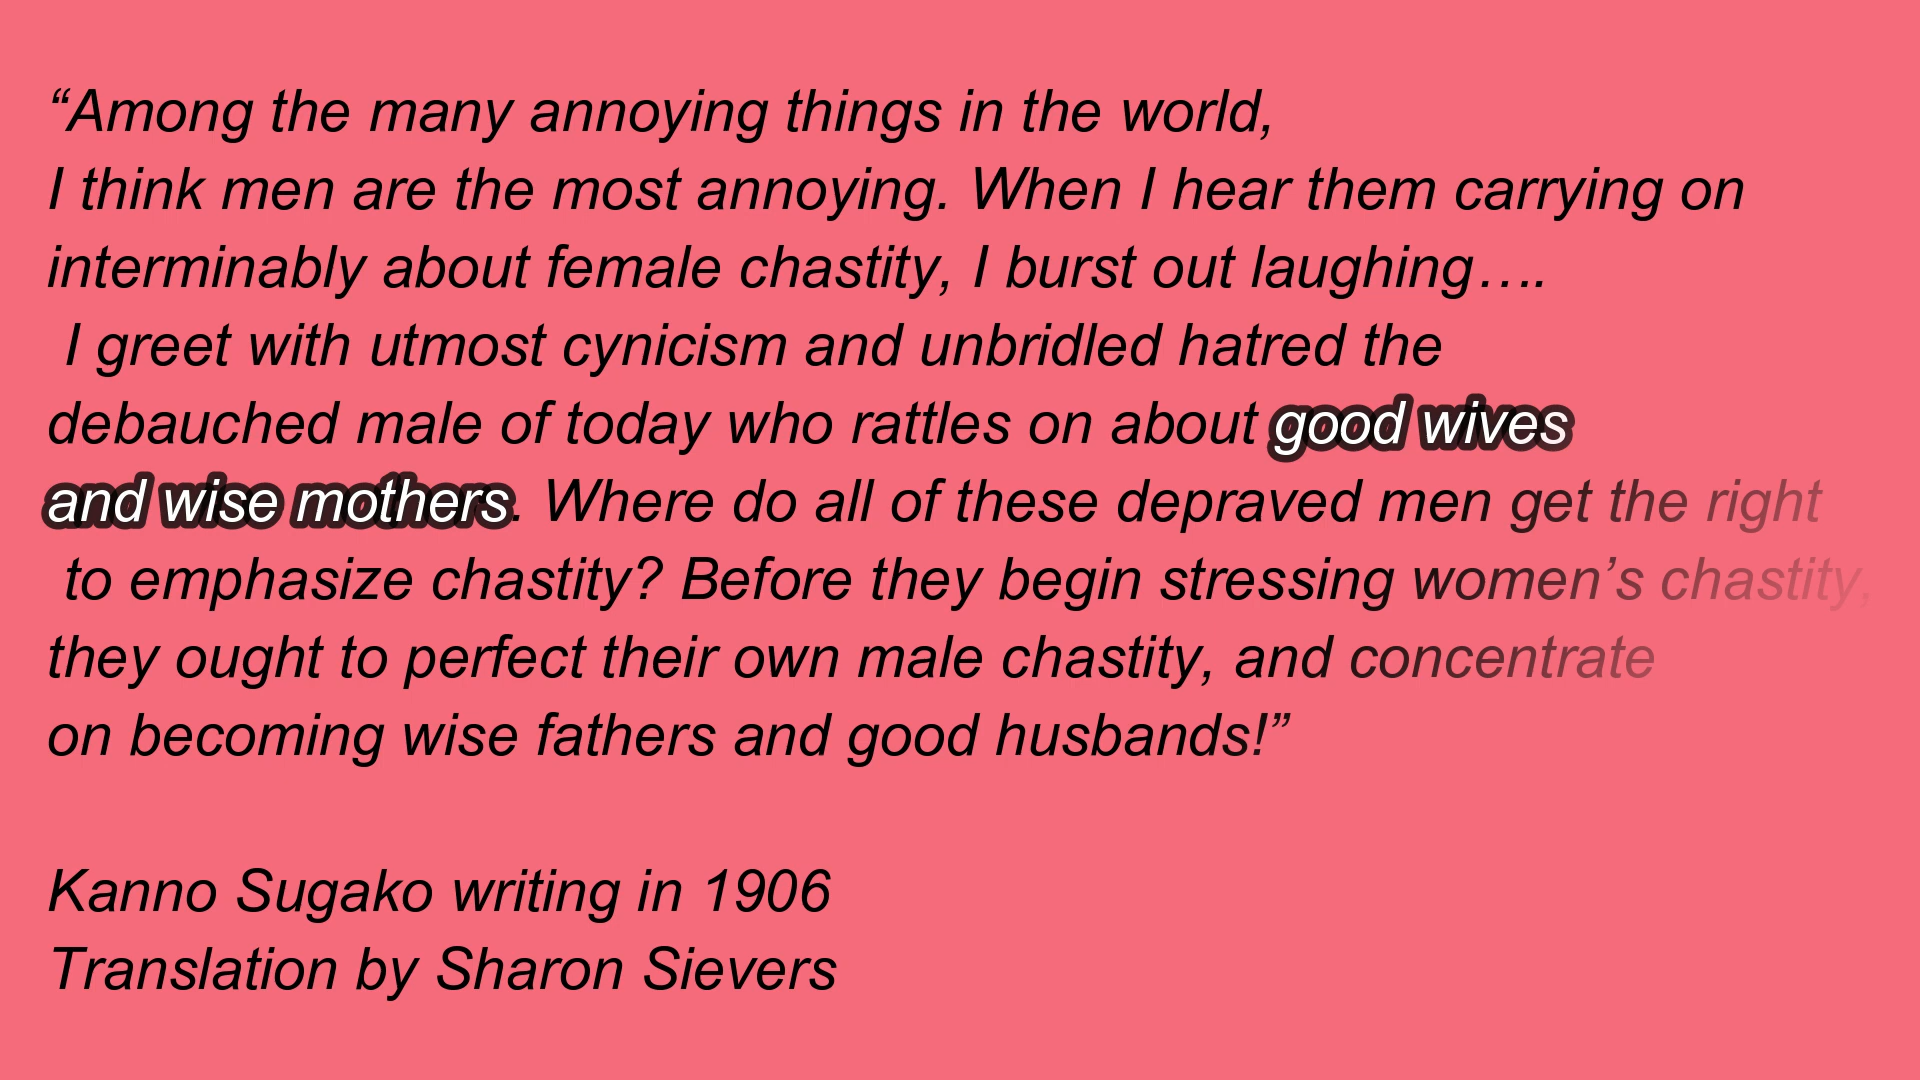 “Among the many annoying things in the world,
I think men are the most annoying. When I hear them carrying on
interminably about female chastity, I burst out laughing….
I greet with utmost cynicism and unbridled hatred the
debauched male of today who rattles on about good wives
and wise mothers. Where do all of these depraved men get the right
to emphasize chastity? Before they begin stressing women’s chastity,
they ought to perfect their own male chastity, and concentrate
on becoming wise fathers and good husbands!”
Kanno Sugako writing in 1906
Translation by Sharon Sievers